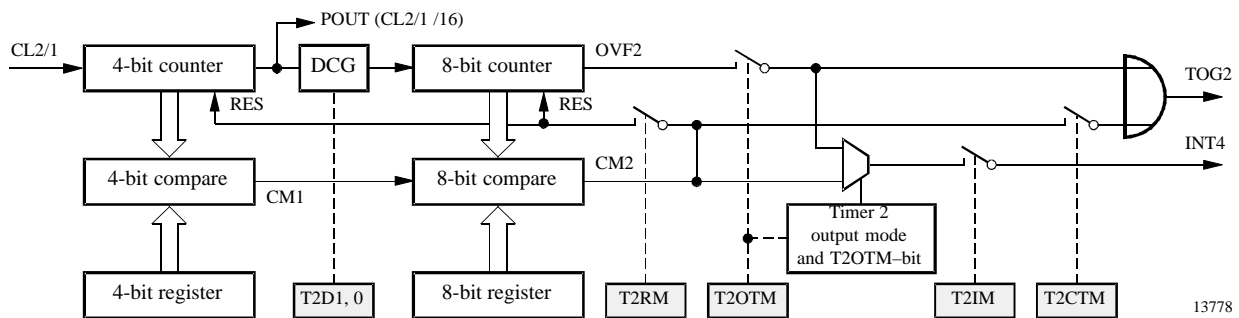 POUT (CL2/1 /16)
CL2/1
4-bit counter
DCG
8-bit counter
OVF2
TOG2
RES
RES
INT4
4-bit compare
CM1
8-bit compare
CM2
Timer 2
output mode
and T2OTM–bit
4-bit register
T2D1, 0
8-bit register
T2RM
T2OTM
T2IM
T2CTM
13778